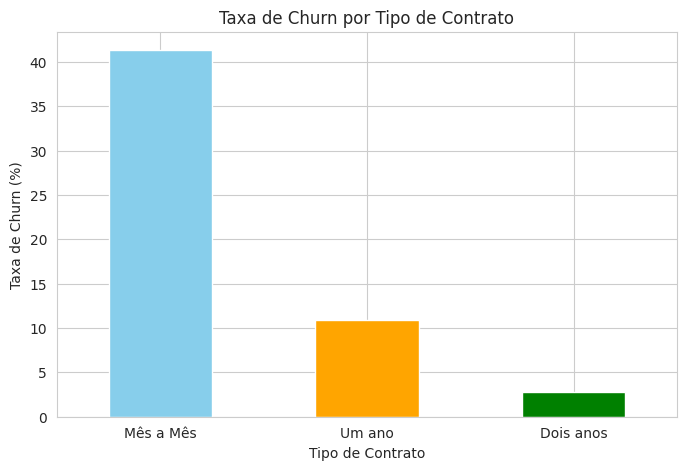 Taxa de Churn por Tipo de Contrato
Taxa de Churn (%)
40
35
30
25
20
15
10
5
0
Mês a Mês
Um ano
Dois anos
Tipo de Contrato